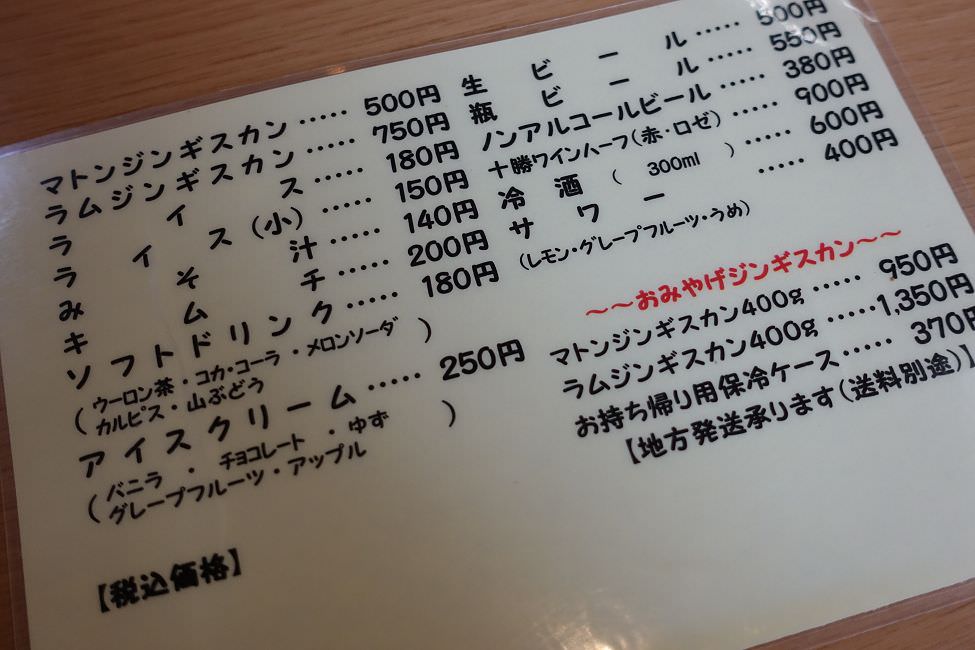 マトンジンギスカン ····· 500円
ラムジンギスカン ····· 750円
ライス ····· 180円
ライス(小) ····· 150円
みそ汁 ····· 140円
キムチ ····· 200円
ソフトドリンク ····· 180円
(ウーロン茶・コカ・コーラ・メロンソーダ
カルピス・山ぶどう)
アイスクリーム ····· 250円
(バニラ・チョコレート・ゆず
グレープフルーツ・アップル)
【税込価格】
生ビール ····· 500円
瓶ビール ····· 550円
ノンアルコールビール ····· 380円
十勝ワインハーフ(赤・ロゼ) ····· 900円
冷酒(300ml) ····· 600円
サワー ····· 400円
(レモン・グレープフルーツ・うめ)
~~おみやげジンギスカン~~
マトンジンギスカン400g ····· 950円
ラムジンギスカン400g ·····1,350円
お持ち帰り用保冷ケース ····· 370円
【地方発送承ります(送料別途)】